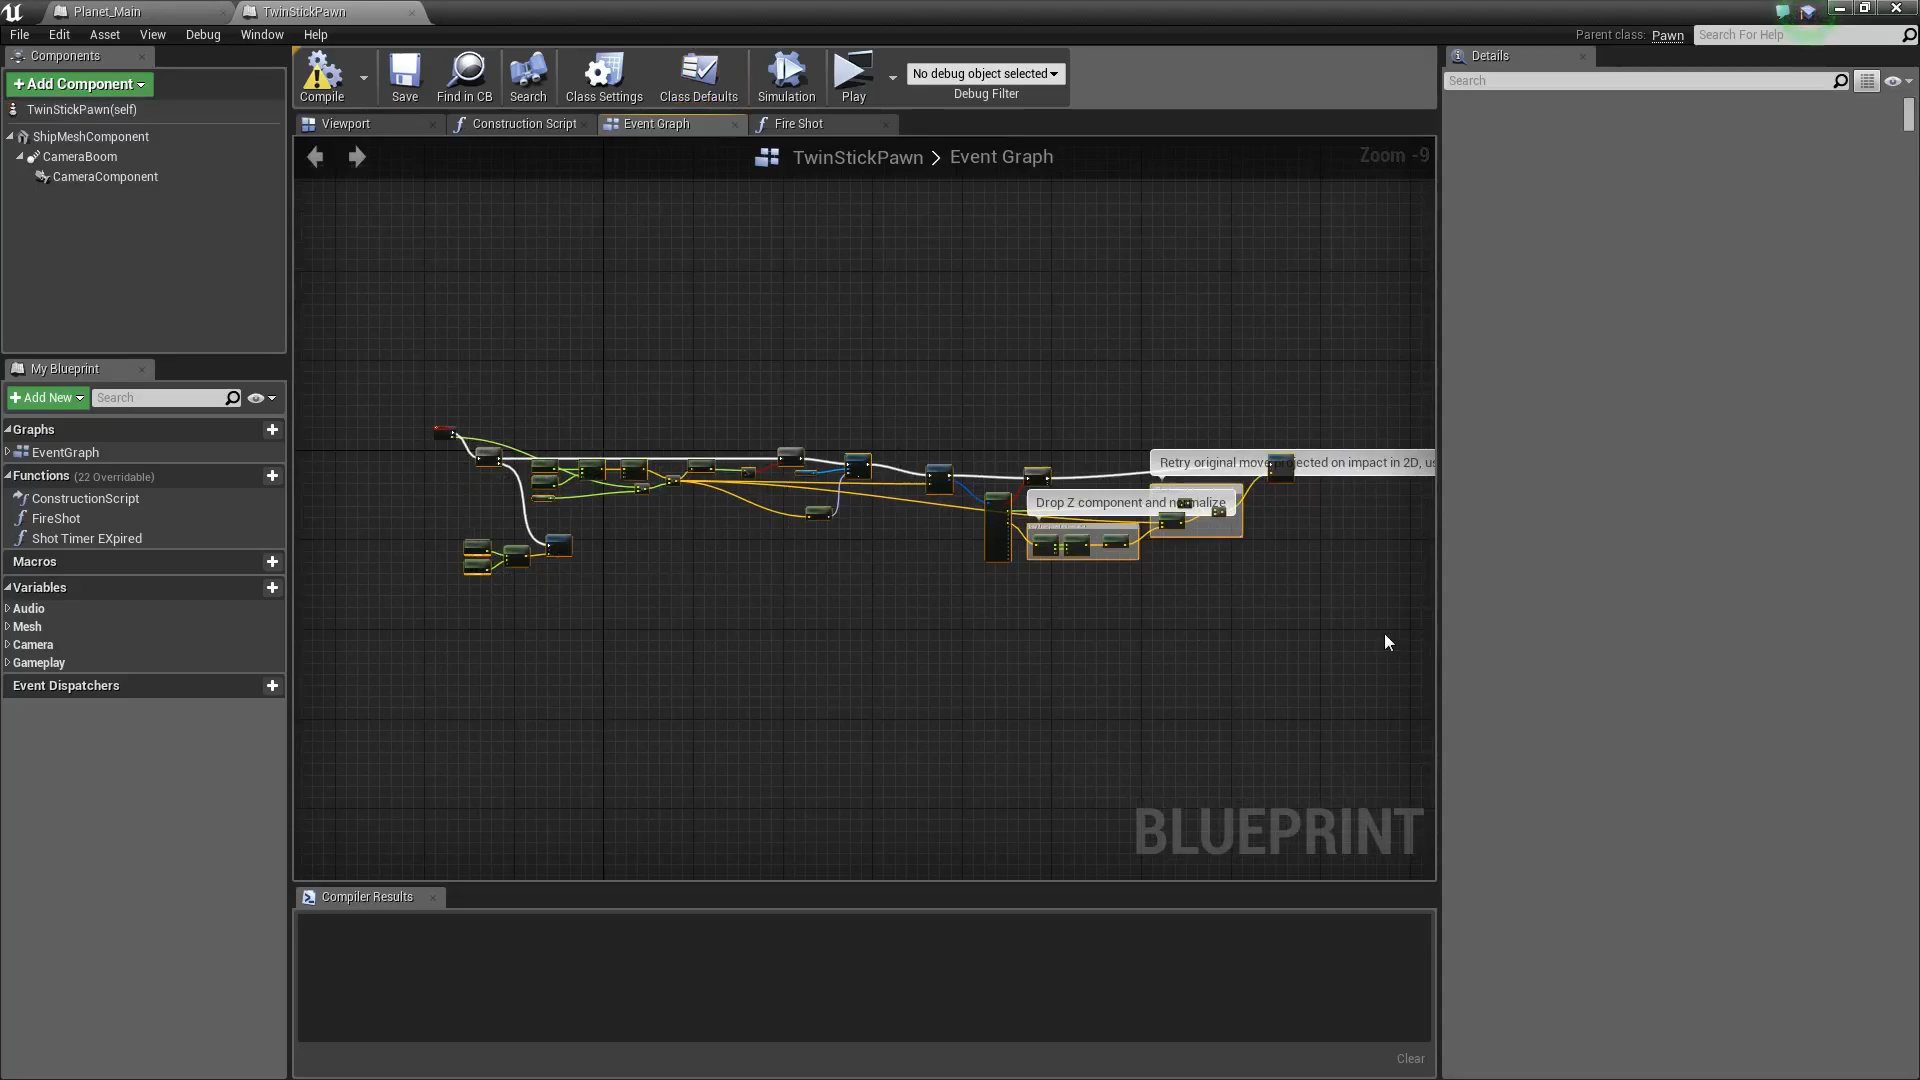 Planet_Main
TwinStickPawn
File Edit Asset View Debug Window Help
Parent class: Pawn
Search For Help
Components
Add Component
TwinStickPawn(self)
ShipMeshComponent
CameraBoom
CameraComponent
Compile
Save
Find in CB
Search
Class Settings
Class Defaults
Simulation
Play
No debug object selected
Debug Filter
Viewport
Construction Script
Event Graph
Fire Shot
TwinStickPawn > Event Graph
Zoom -9
Details
Search
My Blueprint
Add New
Search
Graphs
EventGraph
Functions (22 Overridable)
ConstructionScript
FireShot
Shot Timer EXpired
Macros
Variables
Audio
Mesh
Camera
Gameplay
Event Dispatchers
Retry original move projected on impact in 2D, us
Drop Z component and normalize
BLUEPRINT
Compiler Results
Clear